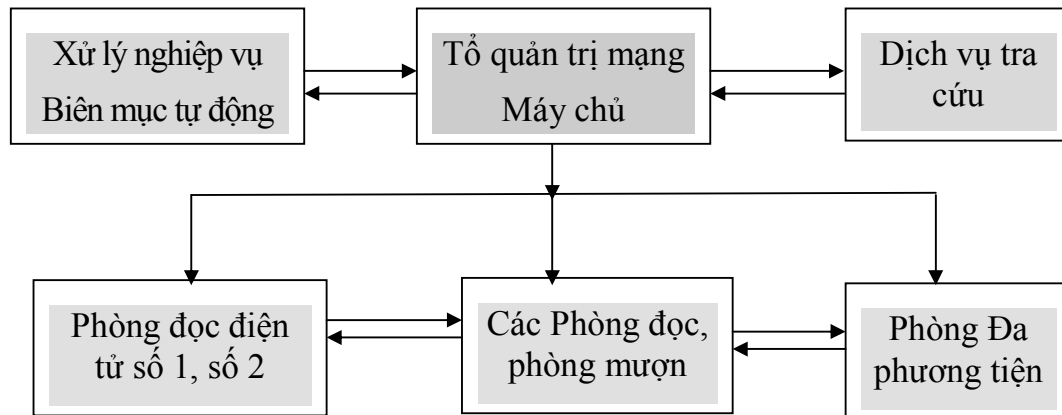 Xử lý nghiệp vụ
Biên mục tự động
Tổ quản trị mạng
Máy chủ
Dịch vụ tra
cứu
Phòng đọc điện
tử số 1, số 2
Các Phòng đọc,
phòng mượn
Phòng Đa
phương tiện